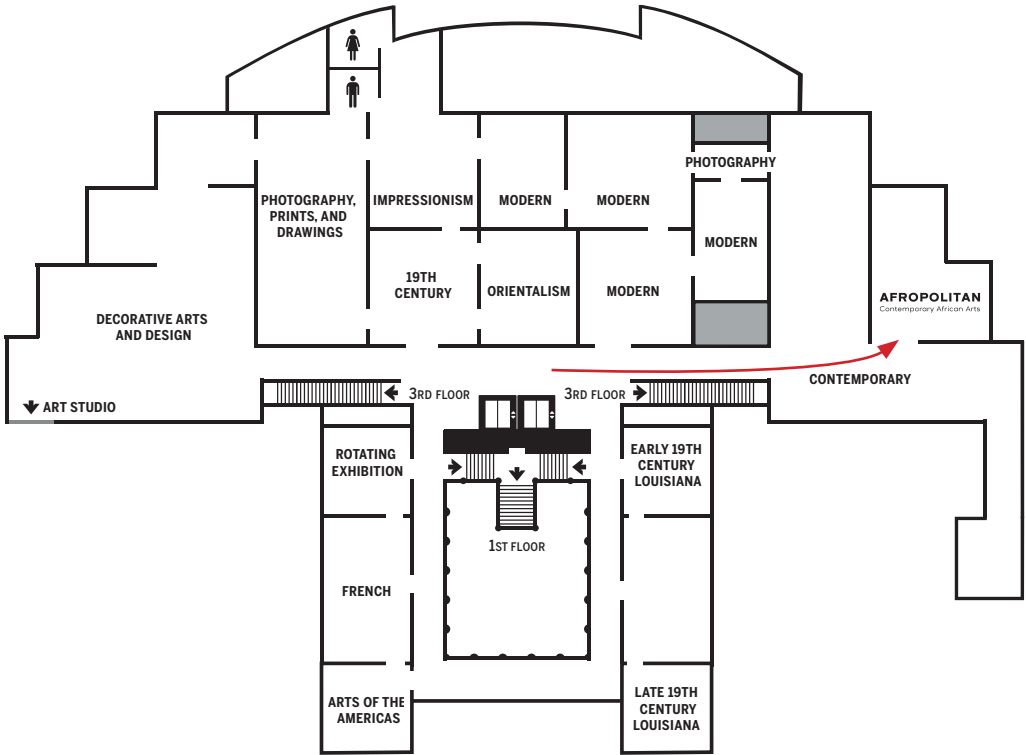 PHOTOGRAPHY
PHOTOGRAPHY,
PRINTS, AND
DRAWINGS
IMPRESSIONISM
MODERN
MODERN
MODERN
19TH
CENTURY
ORIENTALISM
MODERN
AFROPOLITAN
Contemporary African Arts
DECORATIVE ARTS
AND DESIGN
CONTEMPORARY
3RD FLOOR
3RD FLOOR
ART STUDIO
ROTATING
EXHIBITION
EARLY 19TH
CENTURY
LOUISIANA
1ST FLOOR
FRENCH
ARTS OF THE
AMERICAS
LATE 19TH
CENTURY
LOUISIANA